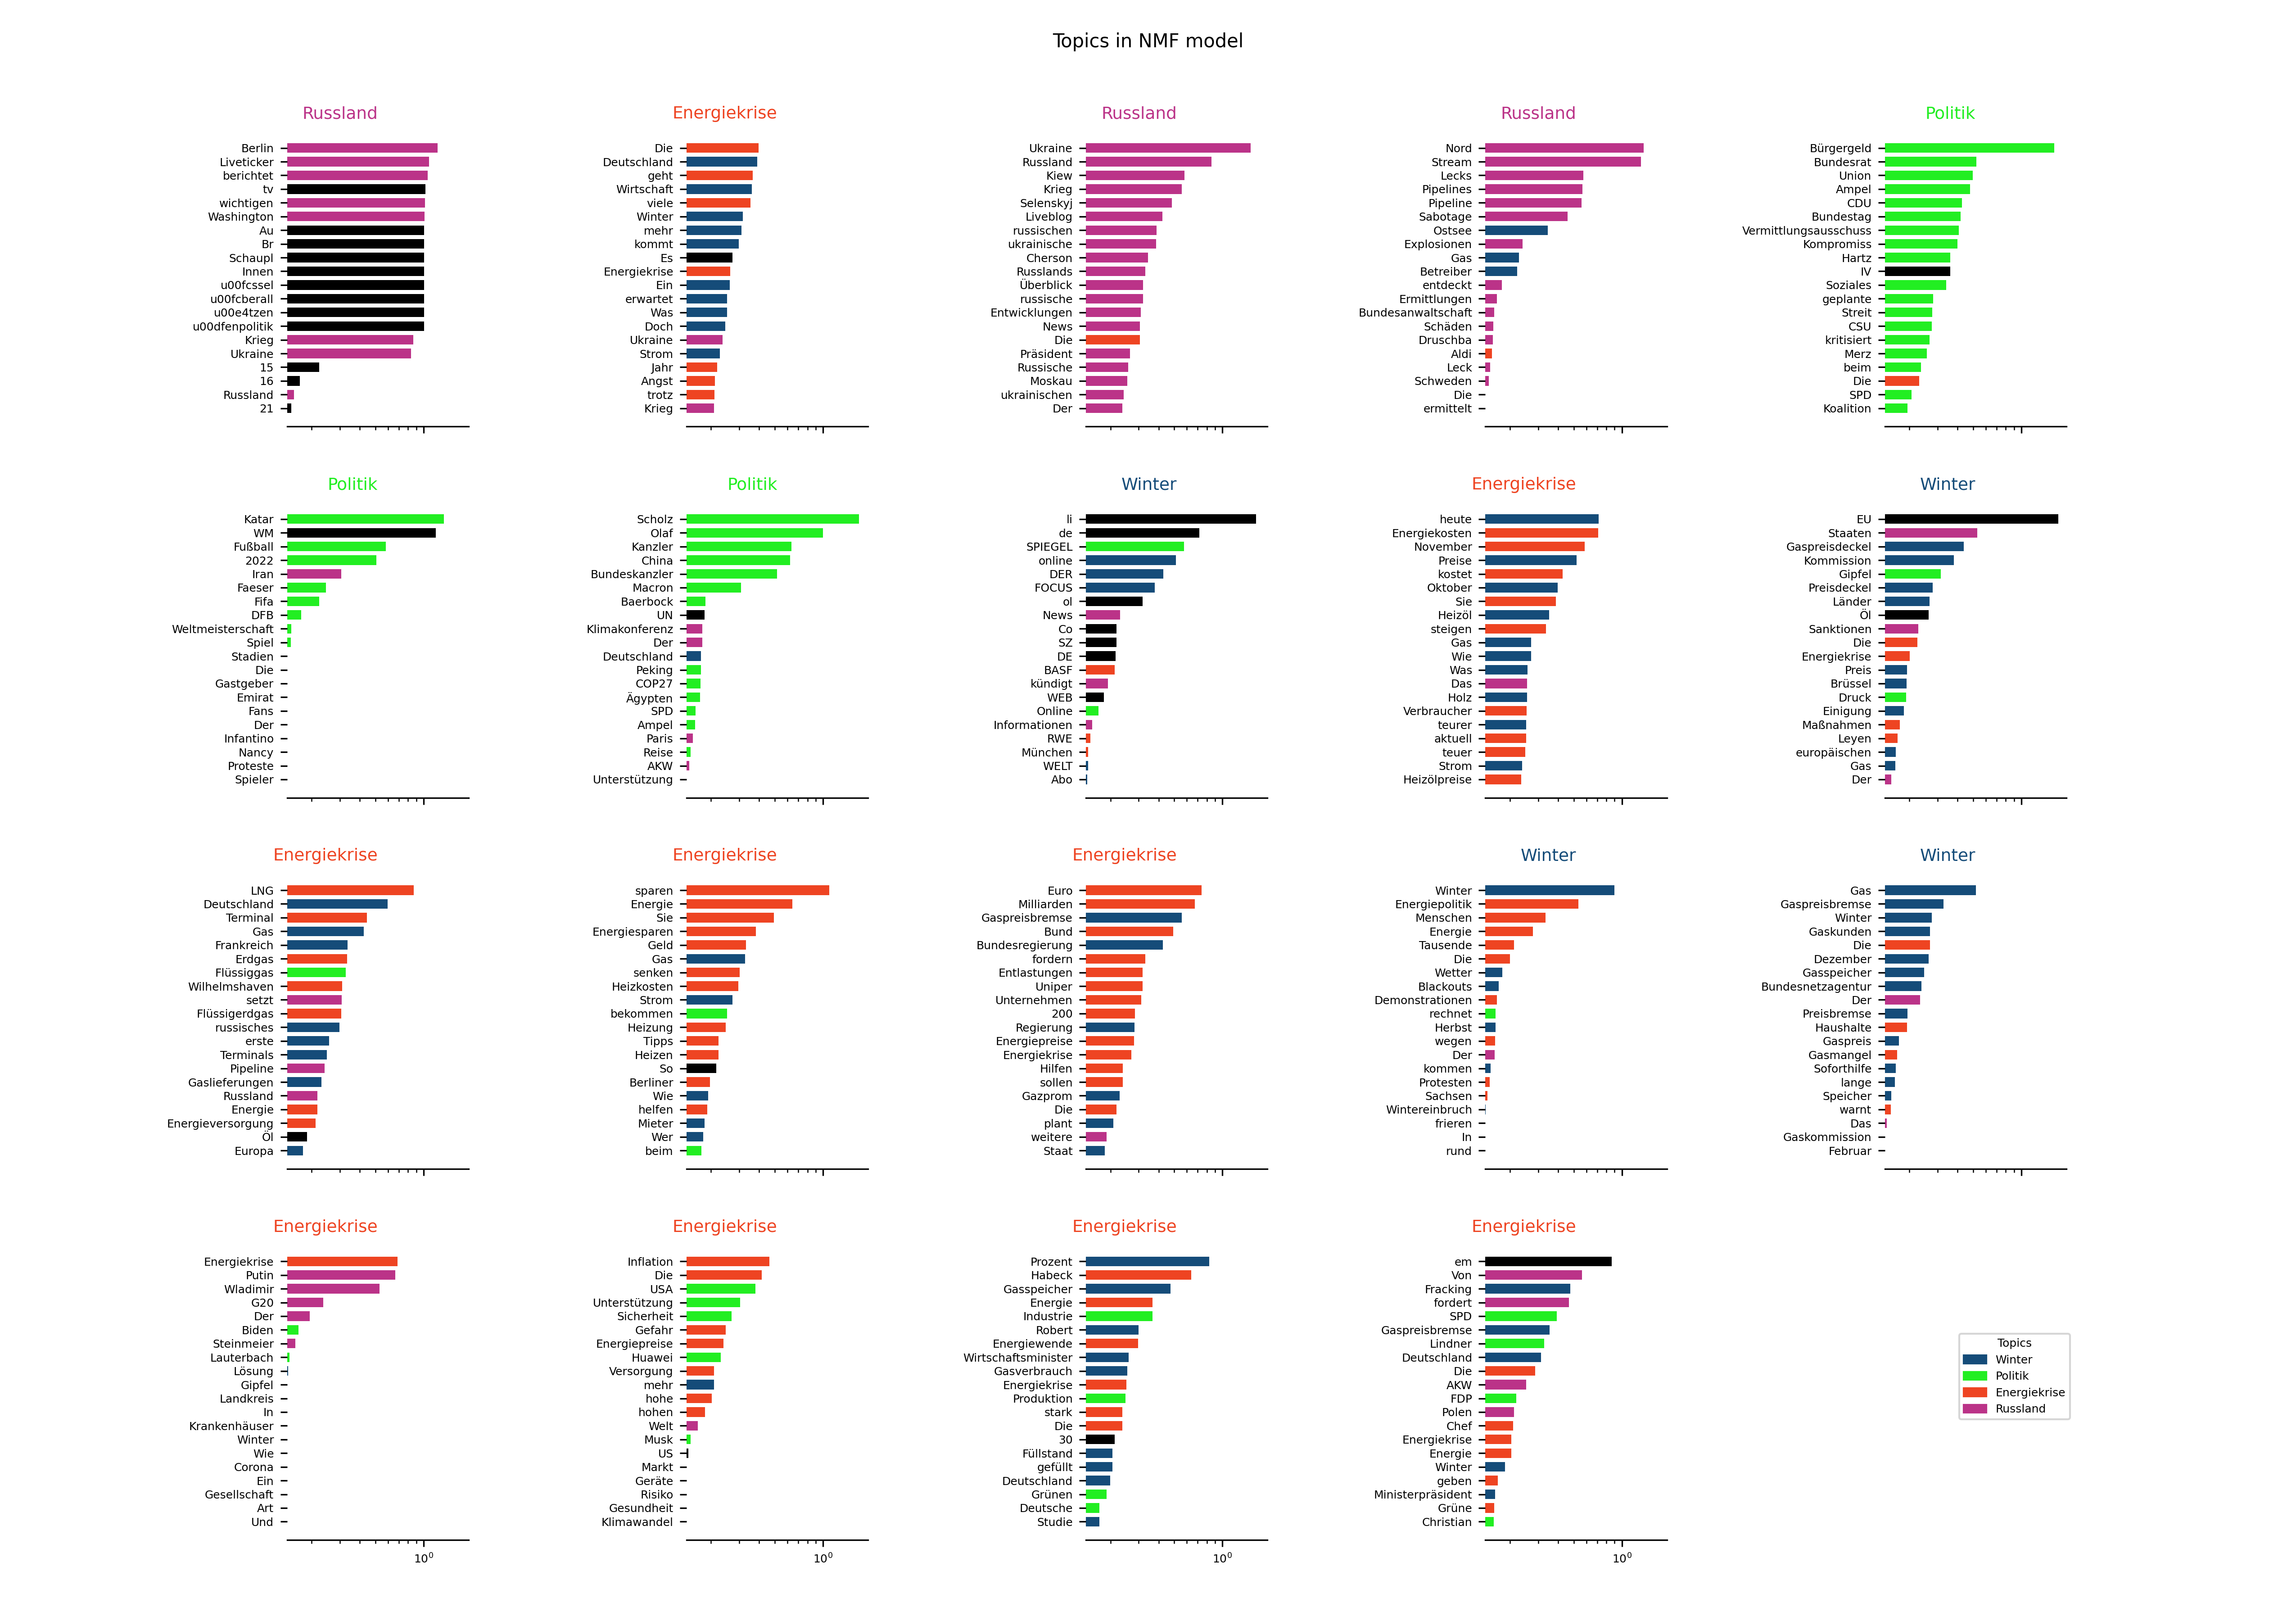 Topics in NMF model
Russland
Berlin
Liveticker
berichtet
tv
wichtigen
Washington
Au
Br
Schaupl
Innen
u00fcssel
u00fcberall
u00e4tzen
u00dfenpolitik
Krieg
Ukraine
15
16
Russland
21
Energiekrise
Die
Deutschland
geht
Wirtschaft
viele
Winter
mehr
kommt
Es
Energiekrise
Ein
erwartet
Was
Doch
Ukraine
Strom
Jahr
Angst
trotz
Krieg
Russland
Ukraine
Russland
Kiew
Krieg
Selenskyj
Liveblog
russischen
ukrainische
Cherson
Russlands
Überblick
russische
Entwicklungen
News
Die
Präsident
Russische
Moskau
ukrainischen
Der
Russland
Nord
Stream
Lecks
Pipelines
Pipeline
Sabotage
Ostsee
Explosionen
Gas
Betreiber
entdeckt
Ermittlungen
Bundesanwaltschaft
Schäden
Druschba
Aldi
Leck
Schweden
Die
ermittelt
Politik
Bürgergeld
Bundesrat
Union
Ampel
CDU
Bundestag
Vermittlungsausschuss
Kompromiss
Hartz
IV
Soziales
geplante
Streit
CSU
kritisiert
Merz
beim
Die
SPD
Koalition
Politik
Katar
WM
Fußball
2022
Iran
Faeser
Fifa
DFB
Weltmeisterschaft
Spiel
Stadien
Die
Gastgeber
Emirat
Fans
Der
Infantino
Nancy
Proteste
Spieler
Politik
Scholz
Olaf
Kanzler
China
Bundeskanzler
Macron
Baerbock
UN
Klimakonferenz
Der
Deutschland
Peking
COP27
Ägypten
SPD
Ampel
Paris
Reise
AKW
Unterstützung
Winter
li
de
SPIEGEL
online
DER
FOCUS
ol
News
Co
SZ
DE
BASF
kündigt
WEB
Online
Informationen
RWE
München
WELT
Abo
Energiekrise
heute
Energiekosten
November
Preise
kostet
Oktober
Sie
Heizöl
steigen
Gas
Wie
Was
Das
Holz
Verbraucher
teurer
aktuell
teuer
Strom
Heizölpreise
Winter
EU
Staaten
Gaspreisdeckel
Kommission
Gipfel
Preisdeckel
Länder
Öl
Sanktionen
Die
Energiekrise
Preis
Brüssel
Druck
Einigung
Maßnahmen
Leyen
europäischen
Gas
Der
Energiekrise
LNG
Deutschland
Terminal
Gas
Frankreich
Erdgas
Flüssiggas
Wilhelmshaven
setzt
Flüssigerdgas
russisches
erste
Terminals
Pipeline
Gaslieferungen
Russland
Energie
Energieversorgung
Öl
Europa
Energiekrise
sparen
Energie
Sie
Energiesparen
Geld
Gas
senken
Heizkosten
Strom
bekommen
Heizung
Tipps
Heizen
So
Berliner
Wie
helfen
Mieter
Wer
beim
Energiekrise
Euro
Milliarden
Gaspreisbremse
Bund
Bundesregierung
fordern
Entlastungen
Uniper
Unternehmen
200
Regierung
Energiepreise
Energiekrise
Hilfen
sollen
Gazprom
Die
plant
weitere
Staat
Winter
Winter
Energiepolitik
Menschen
Energie
Tausende
Die
Wetter
Blackouts
Demonstrationen
rechnet
Herbst
wegen
Der
kommen
Protesten
Sachsen
Wintereinbruch
frieren
In
rund
Winter
Gas
Gaspreisbremse
Winter
Gaskunden
Die
Dezember
Gasspeicher
Bundesnetzagentur
Der
Preisbremse
Haushalte
Gaspreis
Gasmangel
Soforthilfe
lange
Speicher
warnt
Das
Gaskommission
Februar
Energiekrise
Energiekrise
Putin
Wladimir
G20
Der
Biden
Steinmeier
Lauterbach
Lösung
Gipfel
Landkreis
In
Krankenhäuser
Winter
Wie
Corona
Ein
Gesellschaft
Art
Und
10⁰
Energiekrise
Inflation
Die
USA
Unterstützung
Sicherheit
Gefahr
Energiepreise
Huawei
Versorgung
mehr
hohe
hohen
Welt
Musk
US
Markt
Geräte
Risiko
Gesundheit
Klimawandel
10⁰
Energiekrise
Prozent
Habeck
Gasspeicher
Energie
Industrie
Robert
Energiewende
Wirtschaftsminister
Gasverbrauch
Energiekrise
Produktion
stark
Die
30
Füllstand
gefüllt
Deutschland
Grünen
Deutsche
Studie
10⁰
Energiekrise
em
Von
Fracking
fordert
SPD
Gaspreisbremse
Lindner
Deutschland
Die
AKW
FDP
Polen
Chef
Energiekrise
Energie
Winter
geben
Ministerpräsident
Grüne
Christian
10⁰
Topics
Winter
Politik
Energiekrise
Russland